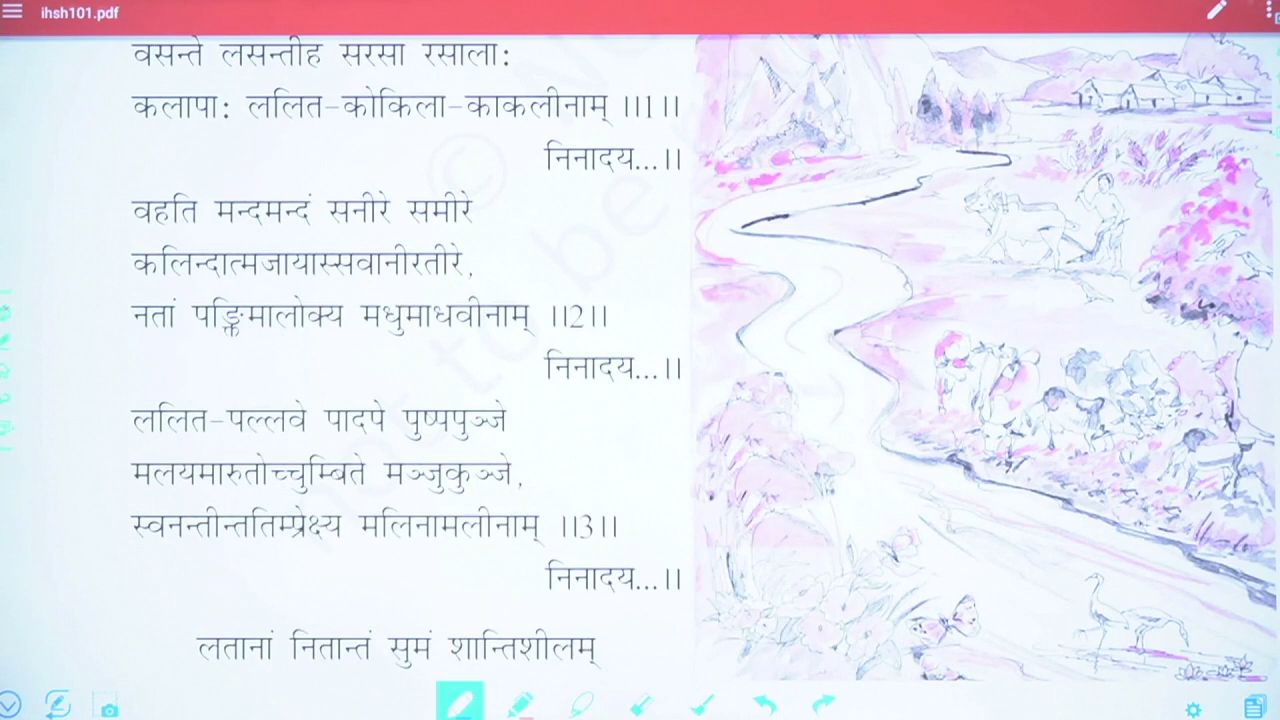 ihsh101.pdf
वसन्ते लसन्तीह सरसा रसालाः
कलापाः ललित-कोकिला-काकलीनाम् ।।1।।
निनादय...।।
वहति मन्दमन्दं सनीरे समीरे
कलिन्दात्मजायास्सवानीरतीरे,
नतां पङ्क्तिमालोक्य मधुमाधवीनाम् ।।2।।
निनादय...।।
ललित-पल्लवे पादपे पुष्पपुञ्जे
मलयमारुतोच्चुम्बिते मञ्जुकुञ्जे,
स्वनन्तीन्ततिम्प्रेक्ष्य मलिनामलीनाम् ।।3।।
निनादय...।।
लतानां नितान्तं सुमं शान्तिशीलम्